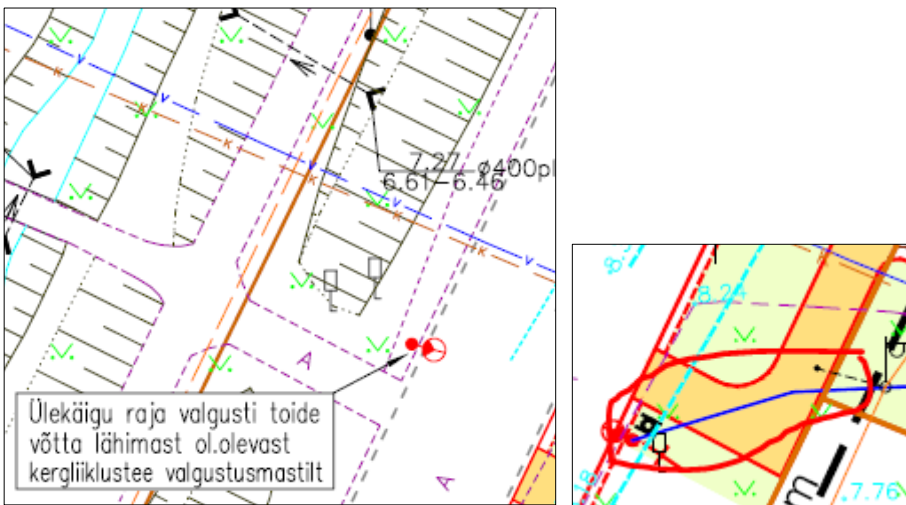 7.27
6.61-6.46
ø400pl
K
V
K
V
K
V
K
V
A
A
Ülekäigu raja valgusti toide
võtta lähimast ol.olevast
kergliiklustee valgustusmastilt
8.24
K
18
m
7.76